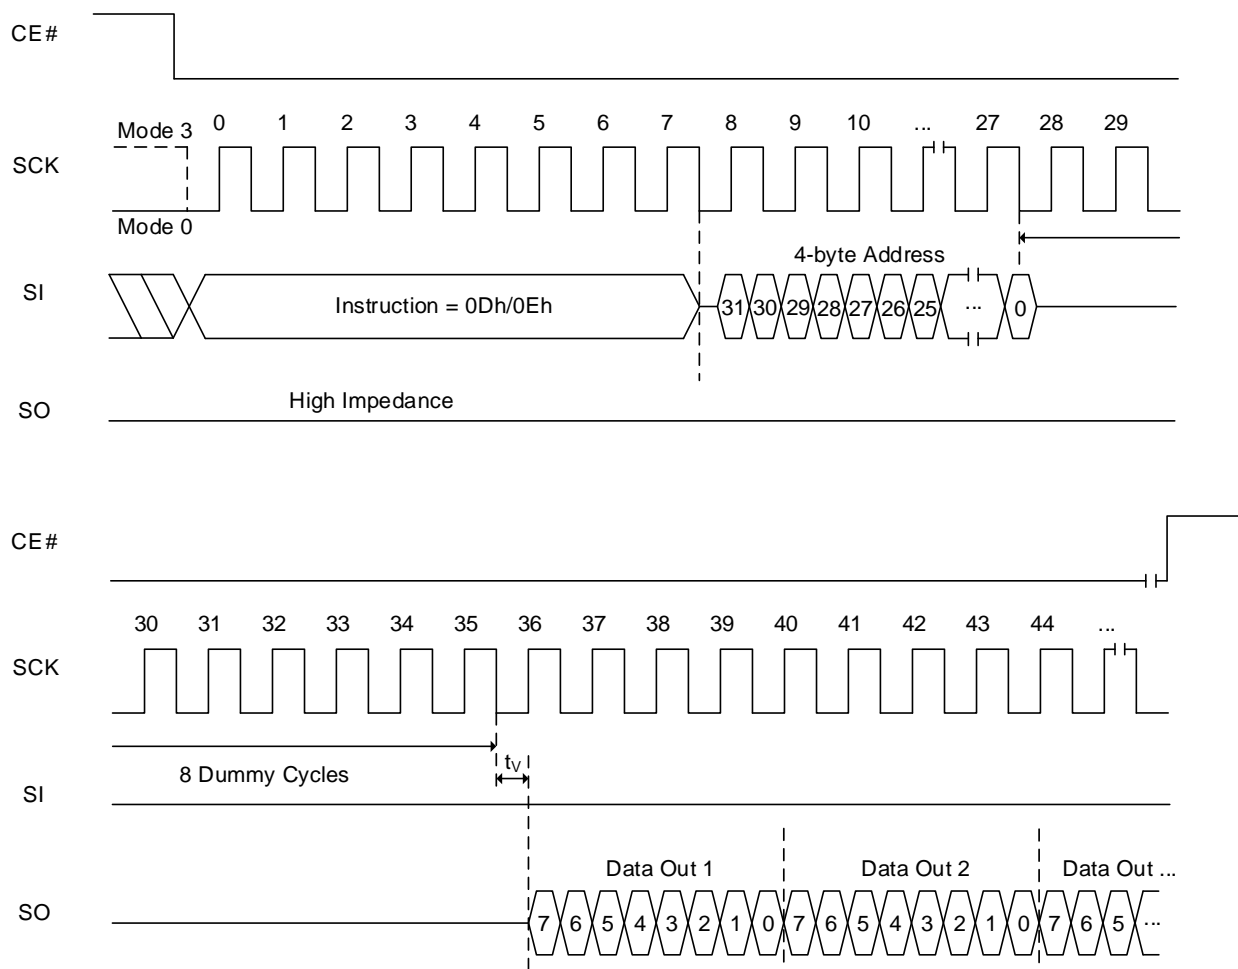 CE#
Mode 3
0 1 2 3 4 5 6 7 8 9 10 ... 27 28 29
SCK
Mode 0
4-byte Address
SI
Instruction = 0Dh/0Eh
31 30 29 28 27 26 25 ... 0
High Impedance
SO
CE#
30 31 32 33 34 35 36 37 38 39 40 41 42 43 44 ...
SCK
tV
8 Dummy Cycles
SI
Data Out 1 Data Out 2 Data Out ...
SO
7 6 5 4 3 2 1 0 7 6 5 4 3 2 1 0 7 6 5 ...